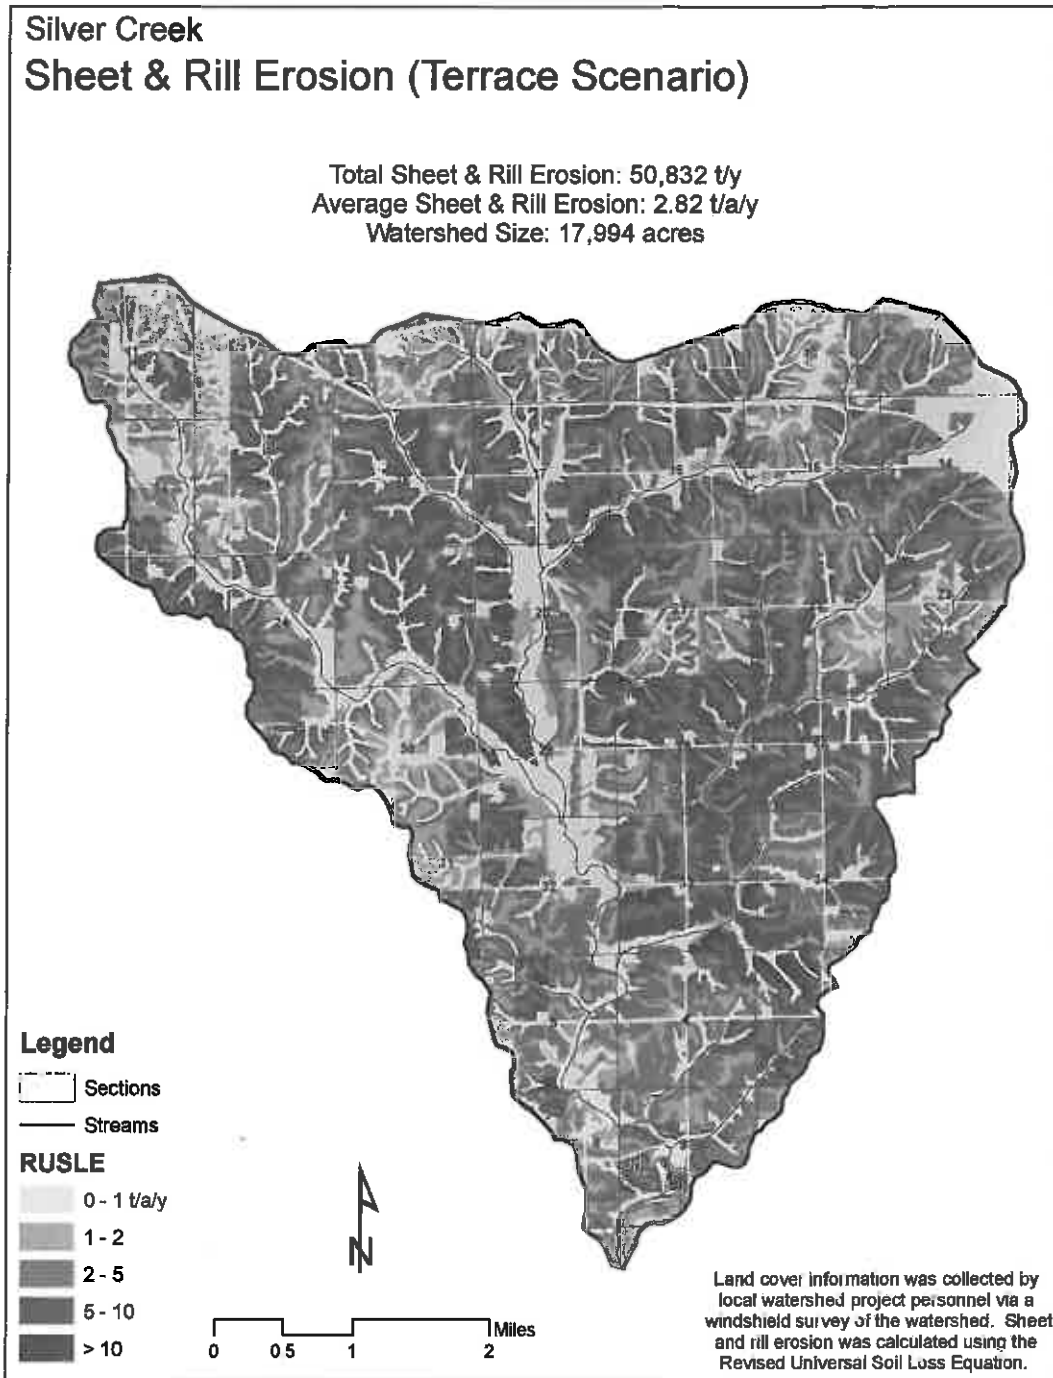 Silver Creek
Sheet & Rill Erosion (Terrace Scenario)
Total Sheet & Rill Erosion: 50,832 t/y
Average Sheet & Rill Erosion: 2.82 t/a/y
Watershed Size: 17,994 acres
Legend
Sections
Streams
RUSLE
0 - 1 t/a/y
1 - 2
2 - 5
5 - 10
> 10
N
Miles
0 0 5 1 2
Land cover information was collected by
local watershed project personnel via a
windshield survey of the watershed. Sheet
and rill erosion was calculated using the
Revised Universal Soil Loss Equation.